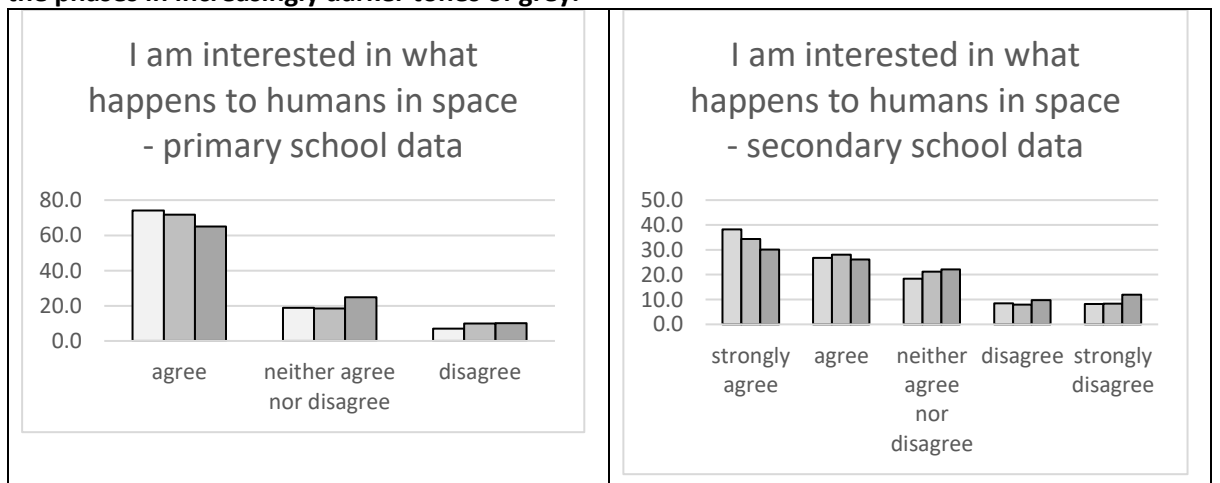 the phases in increasingly darker tones of grey.
I am interested in what
happens to humans in space
- primary school data
80.0
60.0
40.0
20.0
0.0
agree
neither agree
nor disagree
disagree
I am interested in what
happens to humans in space
- secondary school data
50.0
40.0
30.0
20.0
10.0
0.0
strongly
agree
agree
neither
agree
nor
disagree
disagree
strongly
disagree